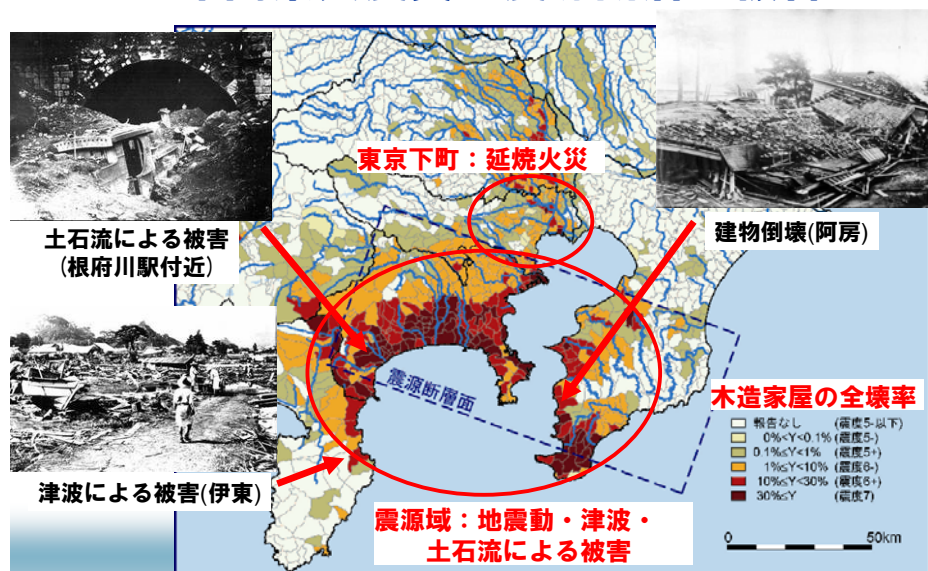 東京下町：延焼火災
土石流による被害
(根府川駅付近)
建物倒壊(阿房)
震源断層面
木造家屋の全壊率
報告なし (震度5-以下)
0%<Y<0.1% (震度5-)
0.1%≤Y<1% (震度5+)
1%≤Y<10% (震度6-)
10%≤Y<30% (震度6+)
30%≤Y (震度7)
津波による被害(伊東)
震源域：地震動・津波・
土石流による被害
0 50km